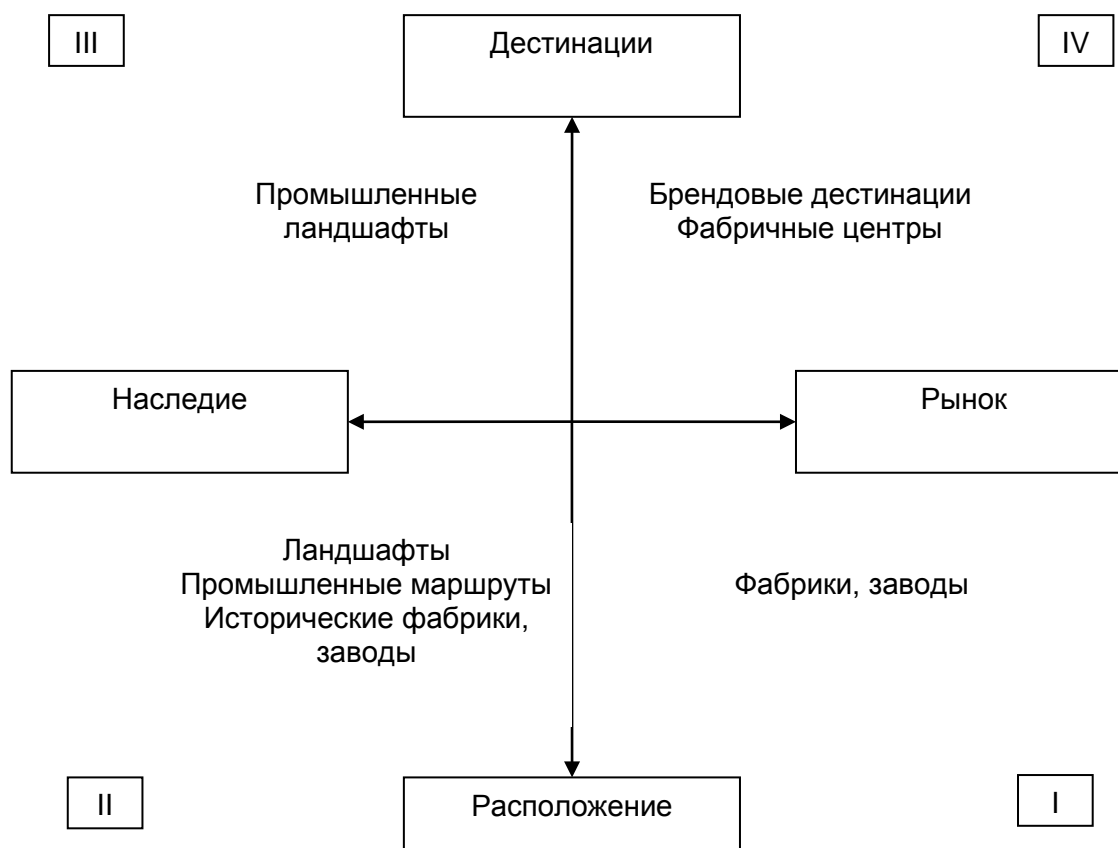 III
Дестинации
IV
Промышленные
ландшафты
Брендовые дестинации
Фабричные центры
Наследие
Рынок
Ландшафты
Промышленные маршруты
Исторические фабрики,
заводы
Фабрики, заводы
II
Расположение
I